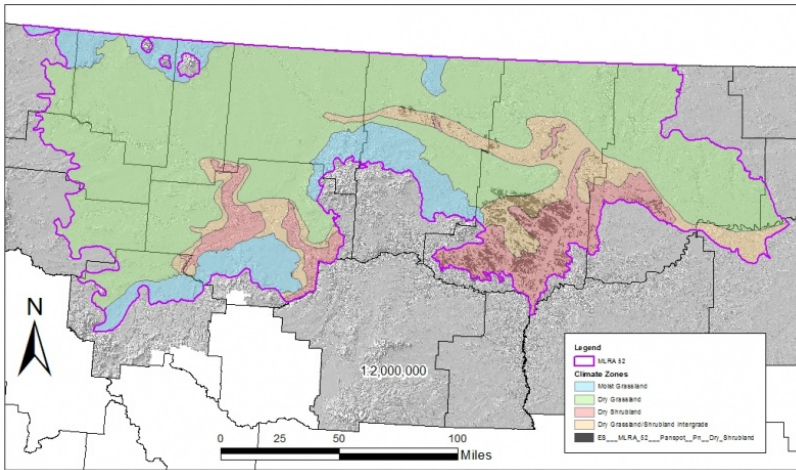 N
1:2,000,000
0 25 50 100
Miles
Legend
MLRA 52
Climate Zones
Moist Grassland
Dry Grassland
Dry Shrubland
Dry Grassland/Shrubland Intergrade
ES___MLRA_52___Panspot__Pn__Dry_Shrubland